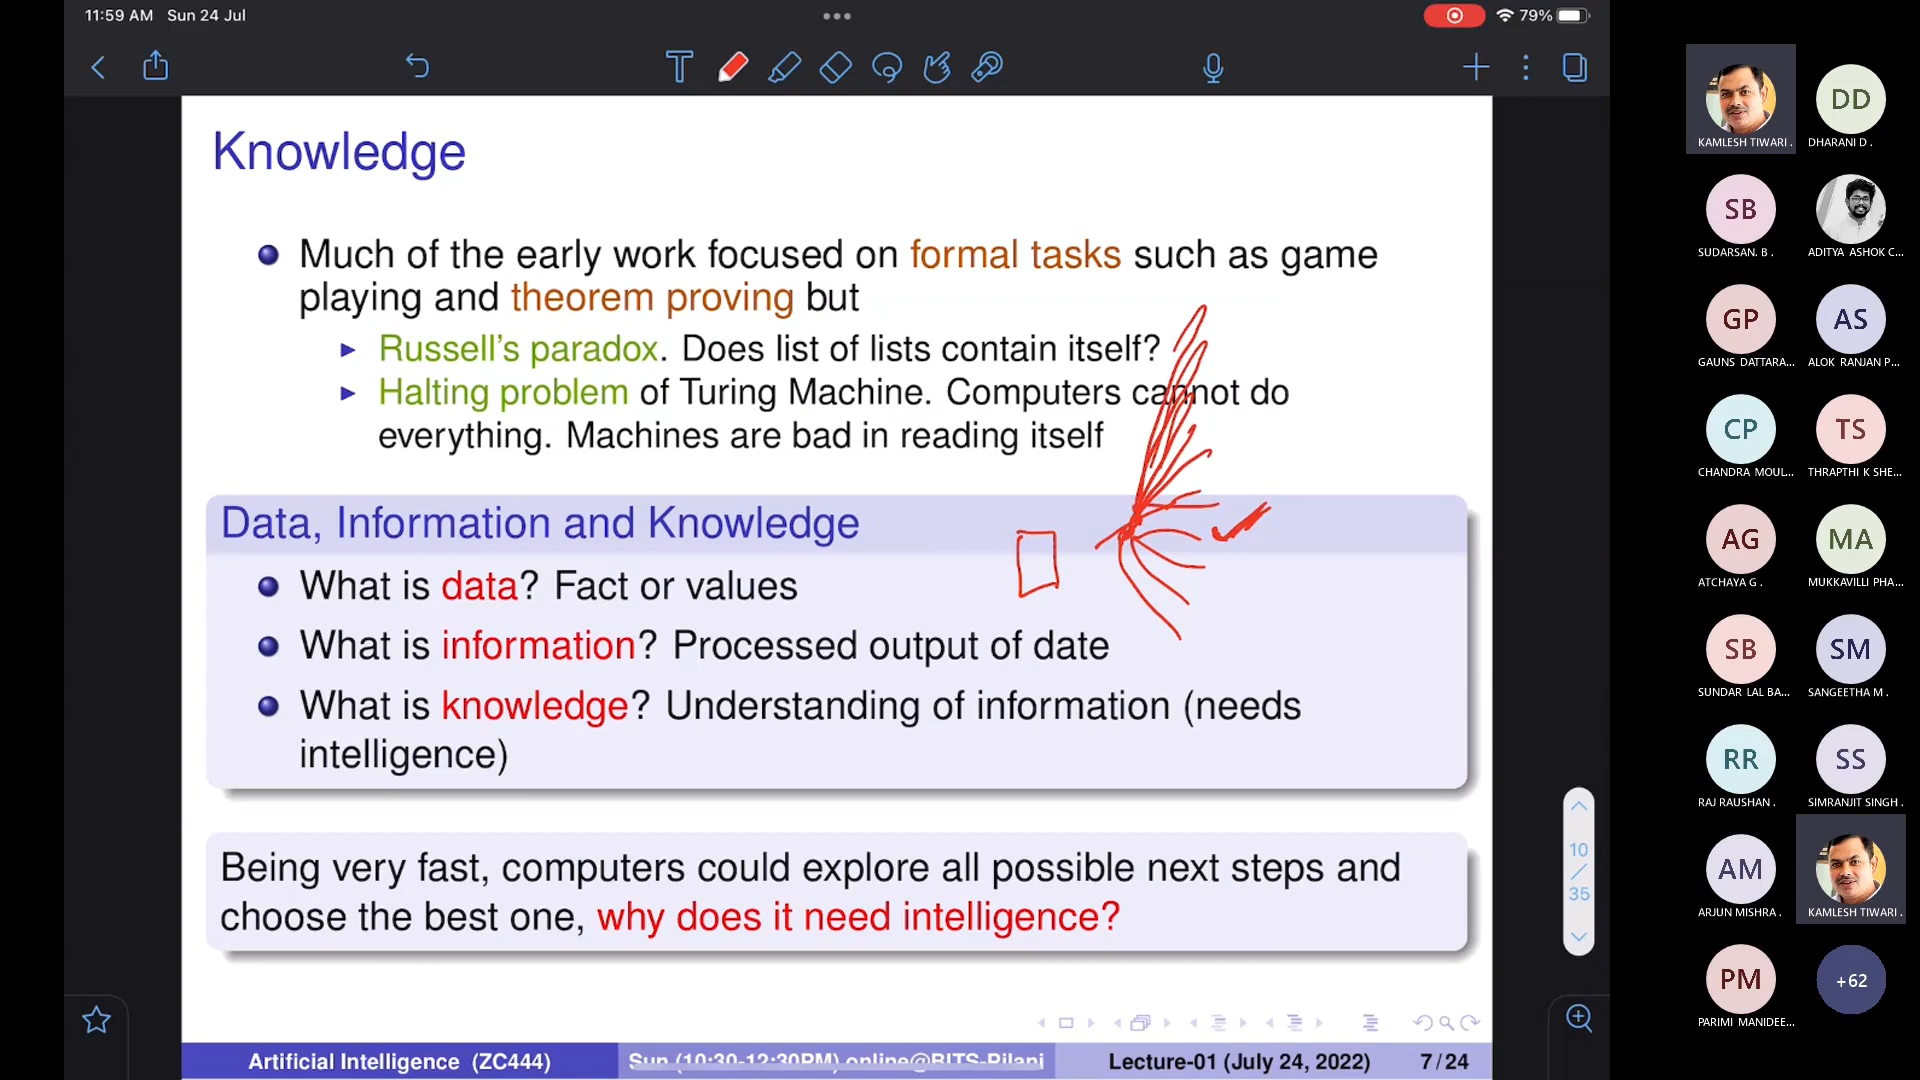 11:59 AM Sun 24 Jul
79%
Knowledge
Much of the early work focused on formal tasks such as game
playing and theorem proving but
Russell's paradox. Does list of lists contain itself?
Halting problem of Turing Machine. Computers cannot do
everything. Machines are bad in reading itself
Data, Information and Knowledge
What is data? Fact or values
What is information? Processed output of date
What is knowledge? Understanding of information (needs
intelligence)
Being very fast, computers could explore all possible next steps and
choose the best one, why does it need intelligence?
10
/
35
Artificial Intelligence (ZC444)
Sun (10:30-12:30PM) online@BITS-Pilani
Lecture-01 (July 24, 2022)
7/24
KAMLESH TIWARI .
DD
DHARANI D .
SB
SUDARSAN. B .
ADITYA ASHOK C...
GP
GAUNS DATTARA...
AS
ALOK RANJAN P...
CP
CHANDRA MOUL...
TS
THRAPTHI K SHE...
AG
ATCHAYA G .
MA
MUKKAVILLI PHA...
SB
SUNDAR LAL BA...
SM
SANGEETHA M .
RR
RAJ RAUSHAN .
SS
SIMRANJIT SINGH .
AM
ARJUN MISHRA .
KAMLESH TIWARI .
PM
PARIMI MANIDEE...
+62